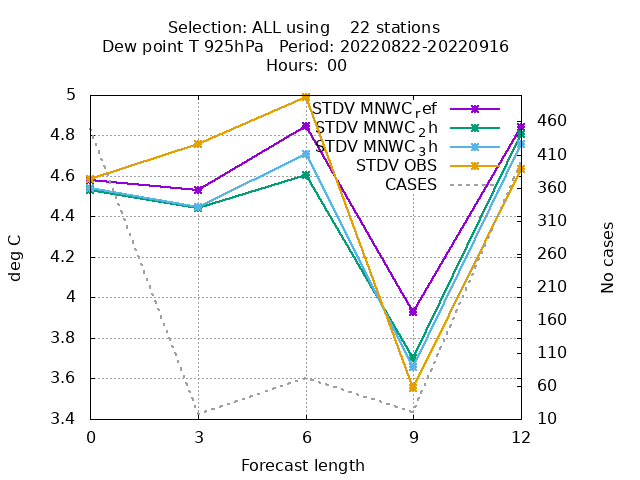 Selection: ALL using    22 stations
Dew point T 925hPa   Period: 20220822-20220916
Hours:  00
STDV MNWC_ref
STDV MNWC_2h
STDV MNWC_3h
STDV OBS
CASES
5
4.8
4.6
4.4
4.2
4
3.8
3.6
3.4
deg C
460
410
360
310
260
210
160
110
60
10
No cases
0 3 6 9 12
Forecast length